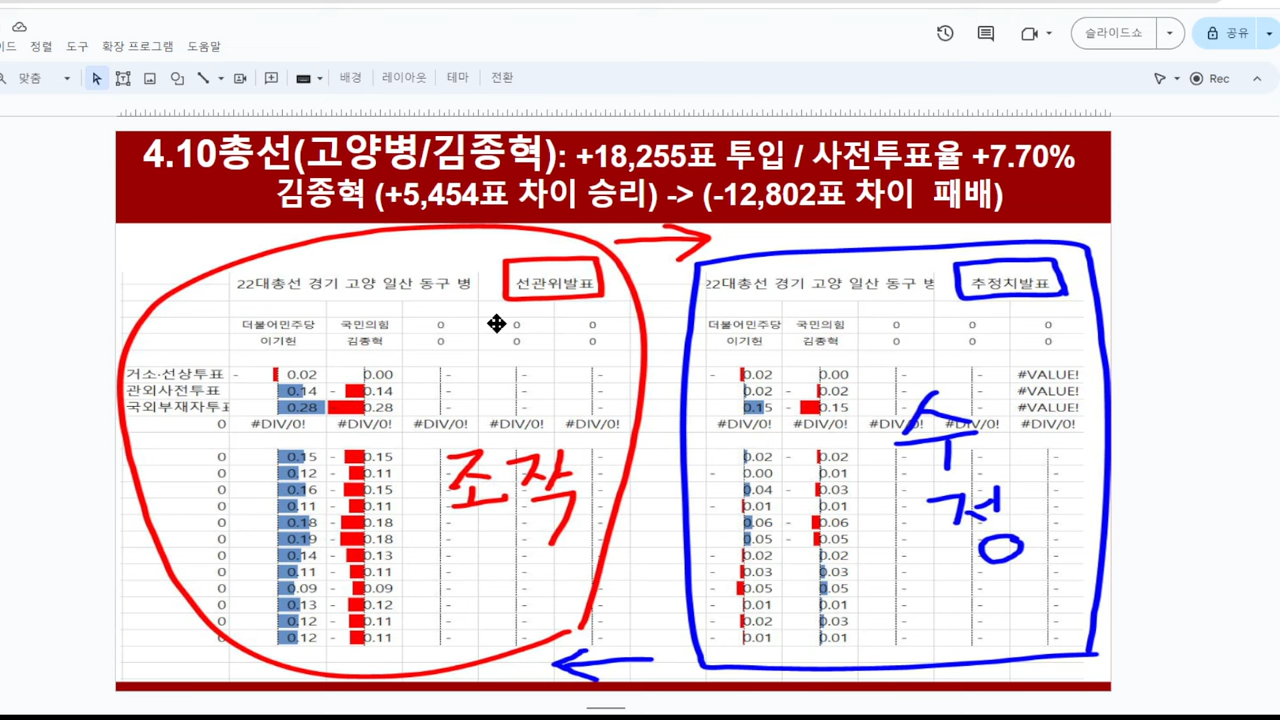 이드 정렬 도구 확장 프로그램 도움말
슬라이드쇼
공유
맞춤
배경 레이아웃 테마 전환
Rec
4.10총선(고양병/김종혁): +18,255표 투입 / 사전투표율 +7.70%
김종혁 (+5,454표 차이 승리) -> (-12,802표 차이 패배)
22대총선 경기 고양 일산 동구 병 선관위발표
더불어민주당 국민의힘 0 0 0
이기헌 김종혁 0 0 0
거소·선상투표 - 0.02 0.00 - - -
관외사전투표 0.14 - 0.14 - - -
국외부재자투표 0.28 - 0.28 - - -
0 #DIV/0! #DIV/0! #DIV/0! #DIV/0! #DIV/0!
0 0.15 - 0.15 - - -
0 0.12 - 0.11 - - -
0 0.16 - 0.15 - - -
0 0.11 - 0.11 - - -
0 0.18 - 0.18 - - -
0 0.19 - 0.18 - - -
0 0.14 - 0.13 - - -
0 0.11 - 0.11 - - -
0 0.09 - 0.09 - - -
0 0.13 - 0.12 - - -
0 0.12 - 0.11 - - -
0 0.12 - 0.11 - - -
조작
22대총선 경기 고양 일산 동구 병 추정치발표
더불어민주당 국민의힘 0 0 0
이기헌 김종혁 0 0 0
- 0.02 0.00 - - #VALUE!
0.02 - 0.02 - - #VALUE!
0.15 - 0.15 - - #VALUE!
#DIV/0! #DIV/0! #DIV/0! #DIV/0! #DIV/0!
0.02 - 0.02 - - -
0.00 0.01 - - -
0.04 - 0.03 - - -
- 0.01 0.01 - - -
0.06 - 0.06 - - -
0.05 - 0.05 - - -
- 0.02 0.02 - - -
- 0.03 0.03 - - -
- 0.05 0.05 - - -
- 0.01 0.01 - - -
- 0.02 0.03 - - -
- 0.01 0.01 - - -
수
정